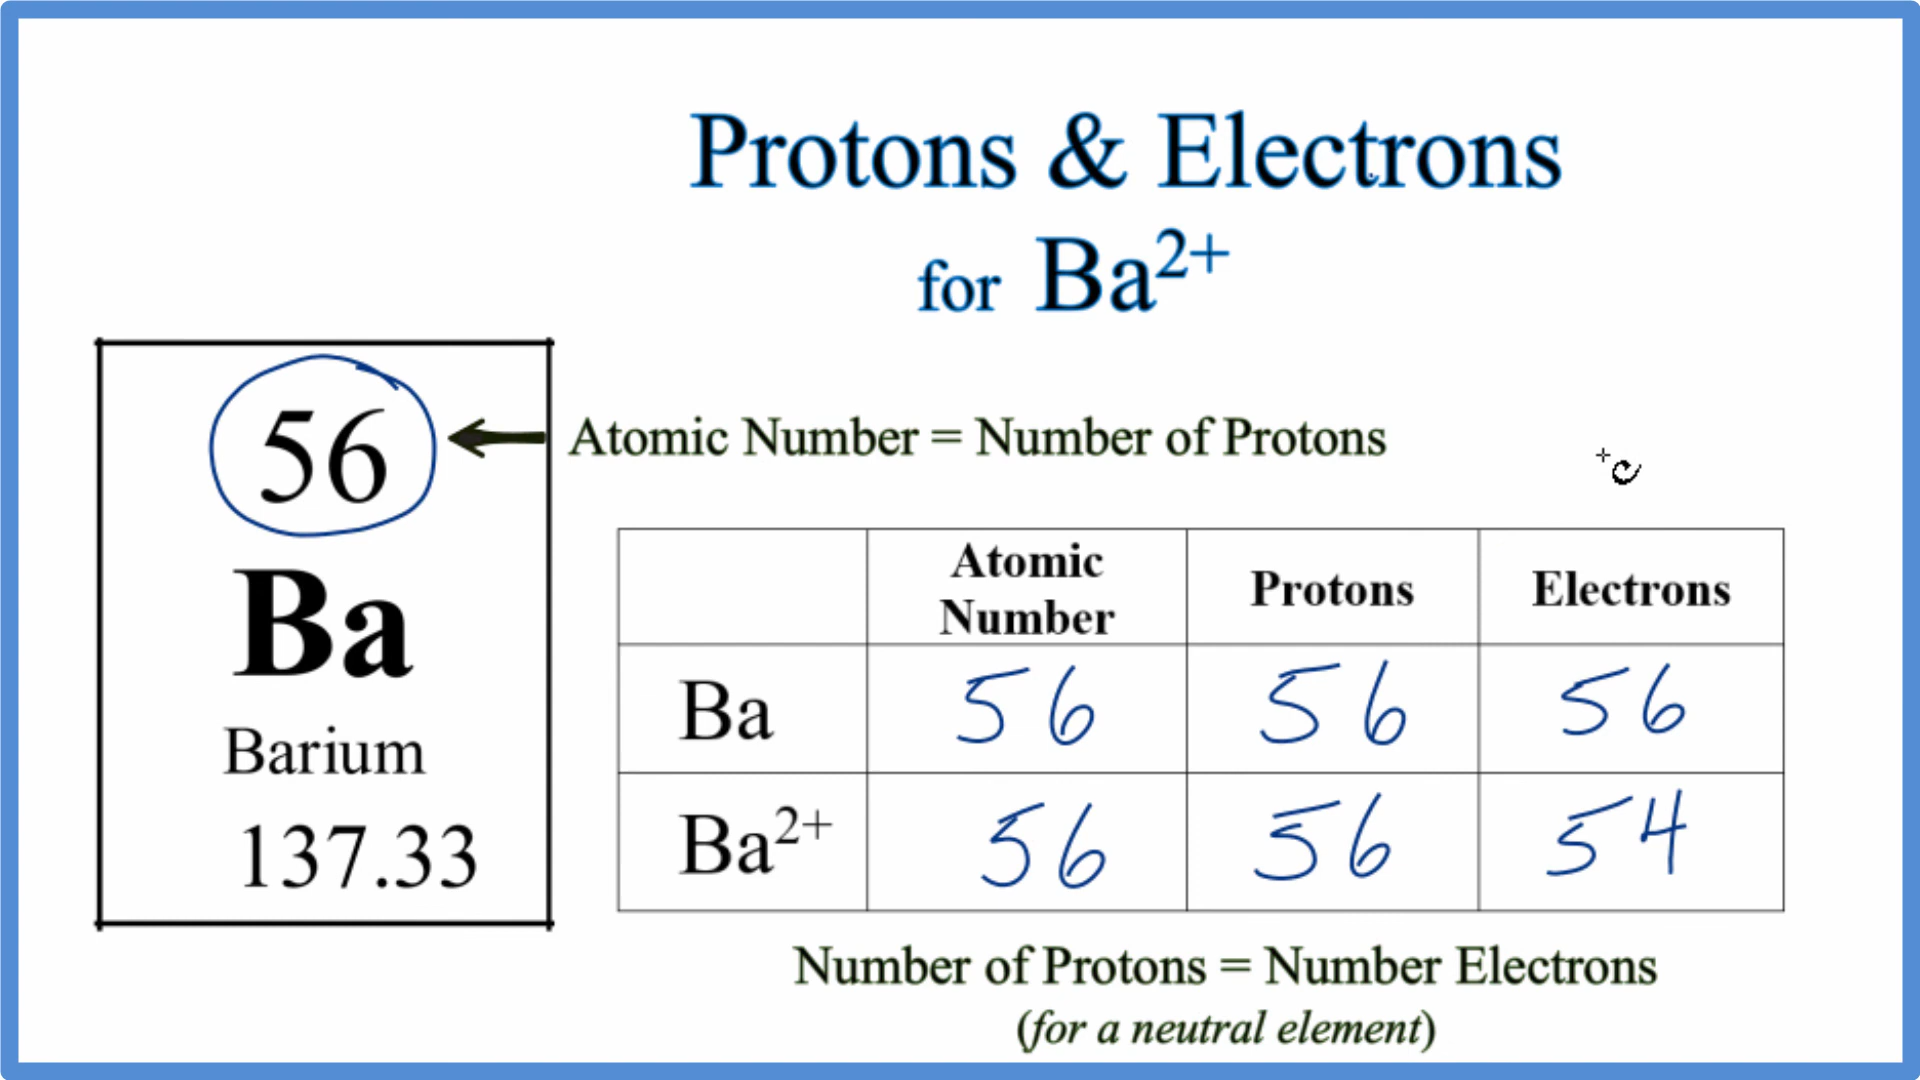 Protons & Electrons
for Ba²⁺
56
Ba
Barium
137.33
Atomic Number = Number of Protons
Atomic Number Protons Electrons
Ba 56 56 56
Ba²⁺ 56 56 54
Number of Protons = Number Electrons
(for a neutral element)